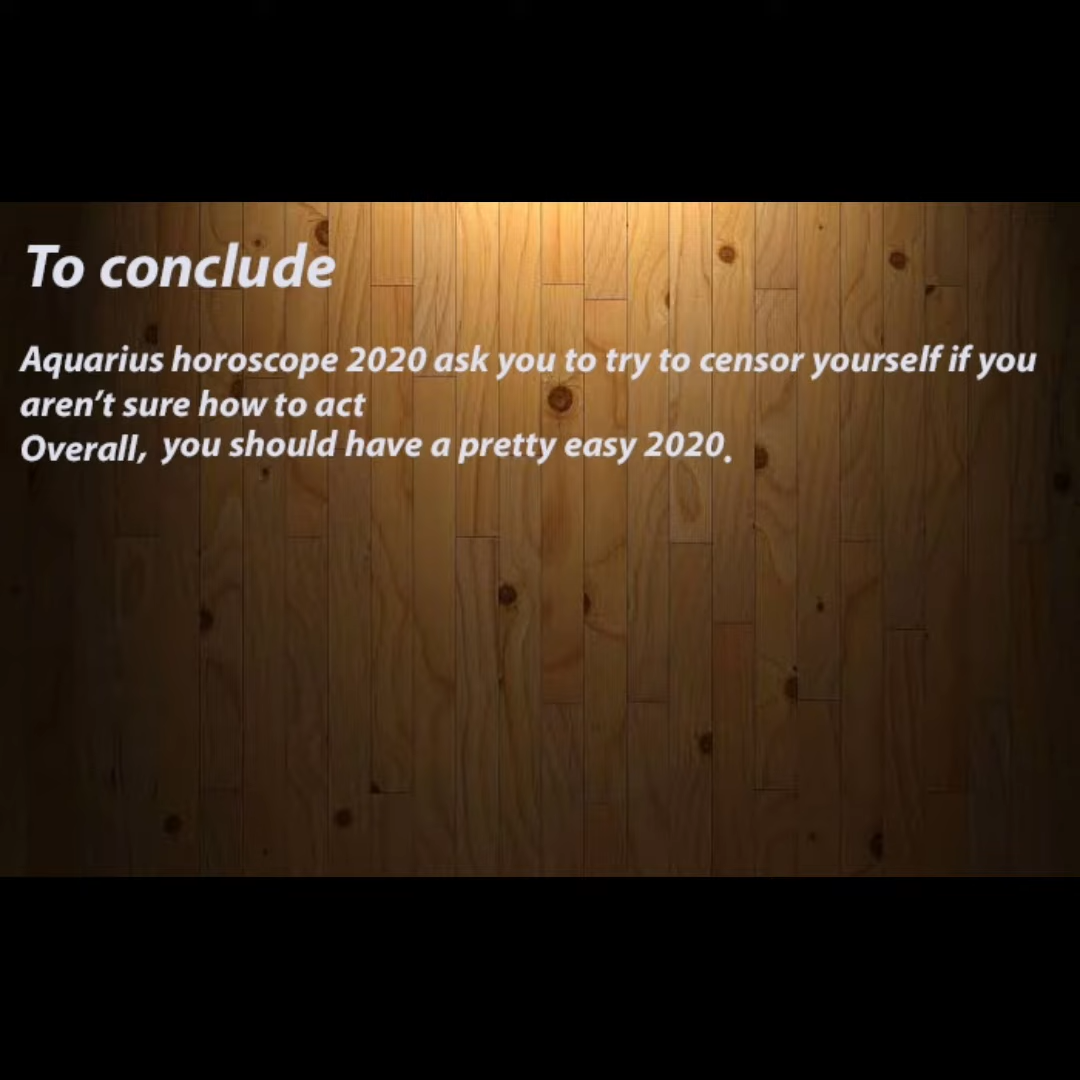 To conclude
Aquarius horoscope 2020 ask you to try to censor yourself if you
aren’t sure how to act
Overall, you should have a pretty easy 2020.